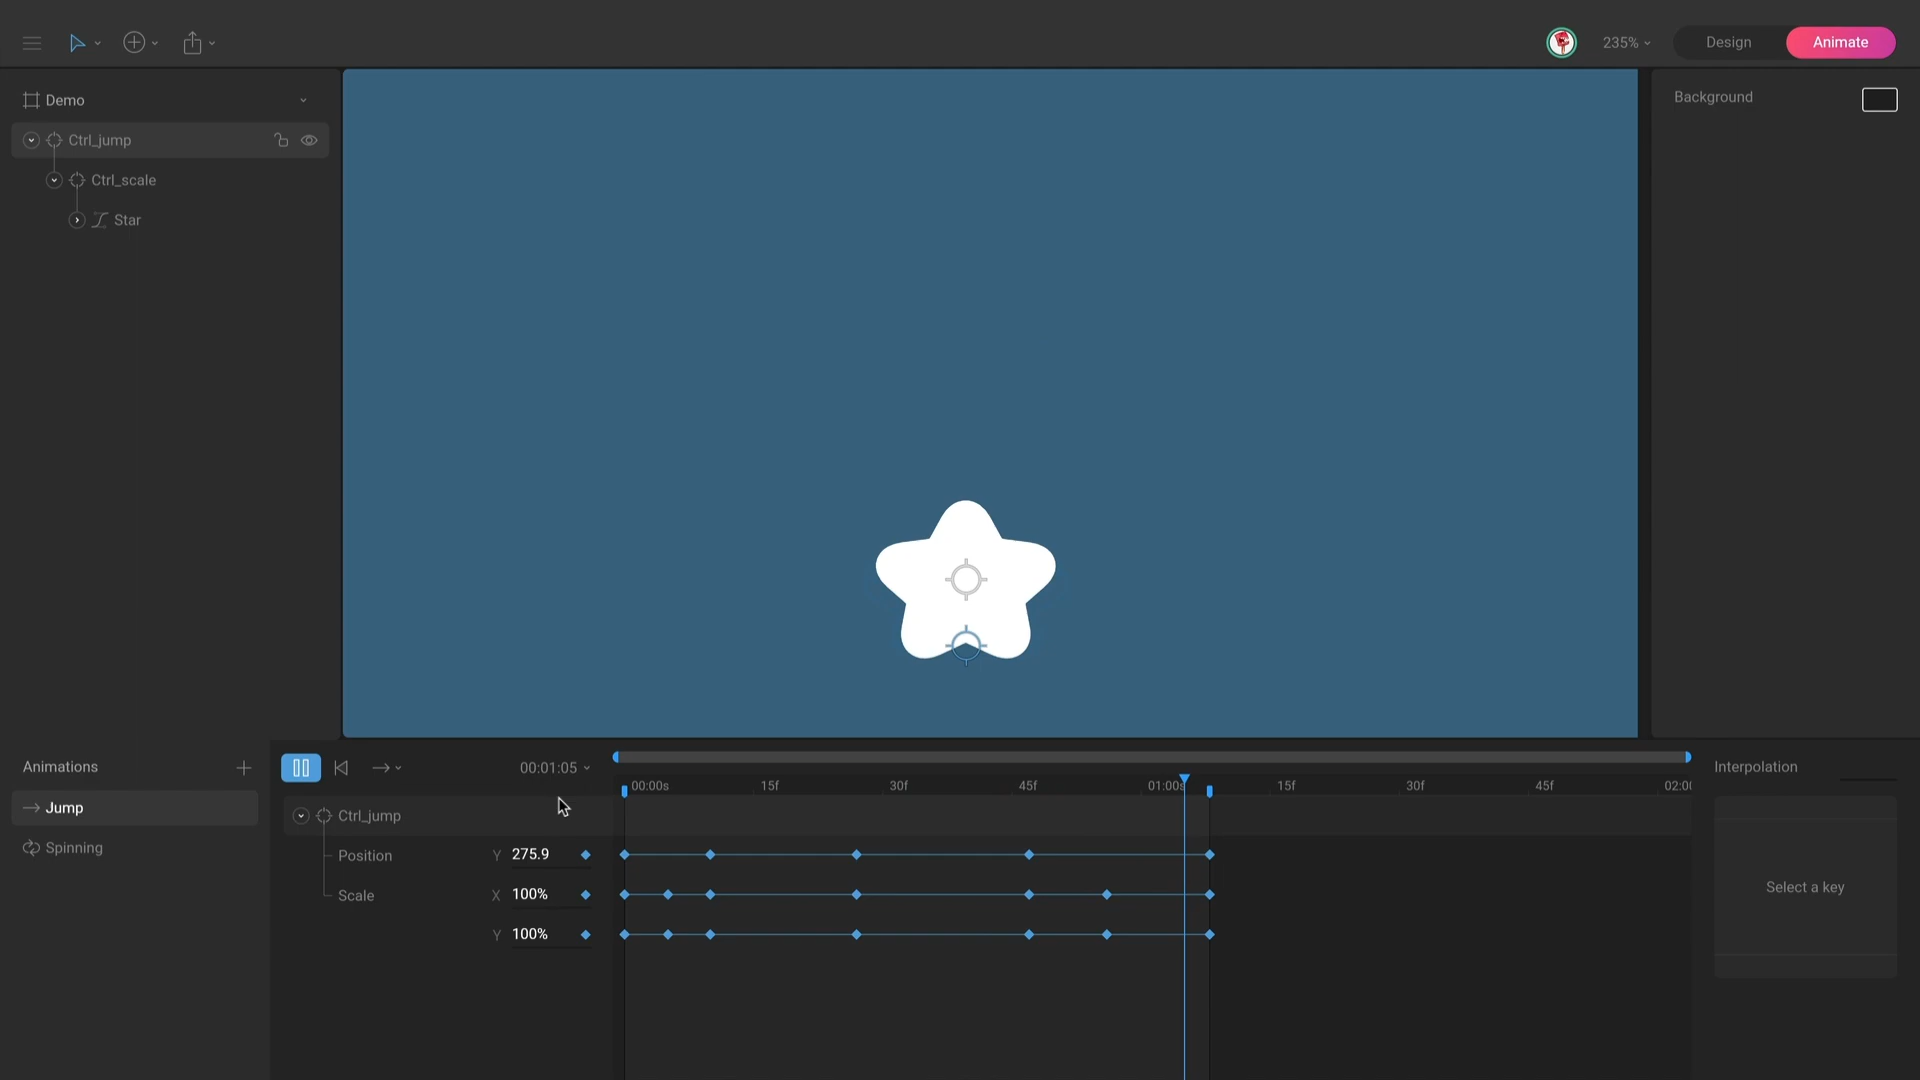 235%
Design
Animate
Demo
Background
Ctrl_jump
Ctrl_scale
Star
Animations
00:01:05
Interpolation
00:00s
15f
30f
45f
01:00s
15f
30f
45f
Jump
Ctrl_jump
Spinning
Position Y 275.9
Select a key
Scale X 100%
Y 100%